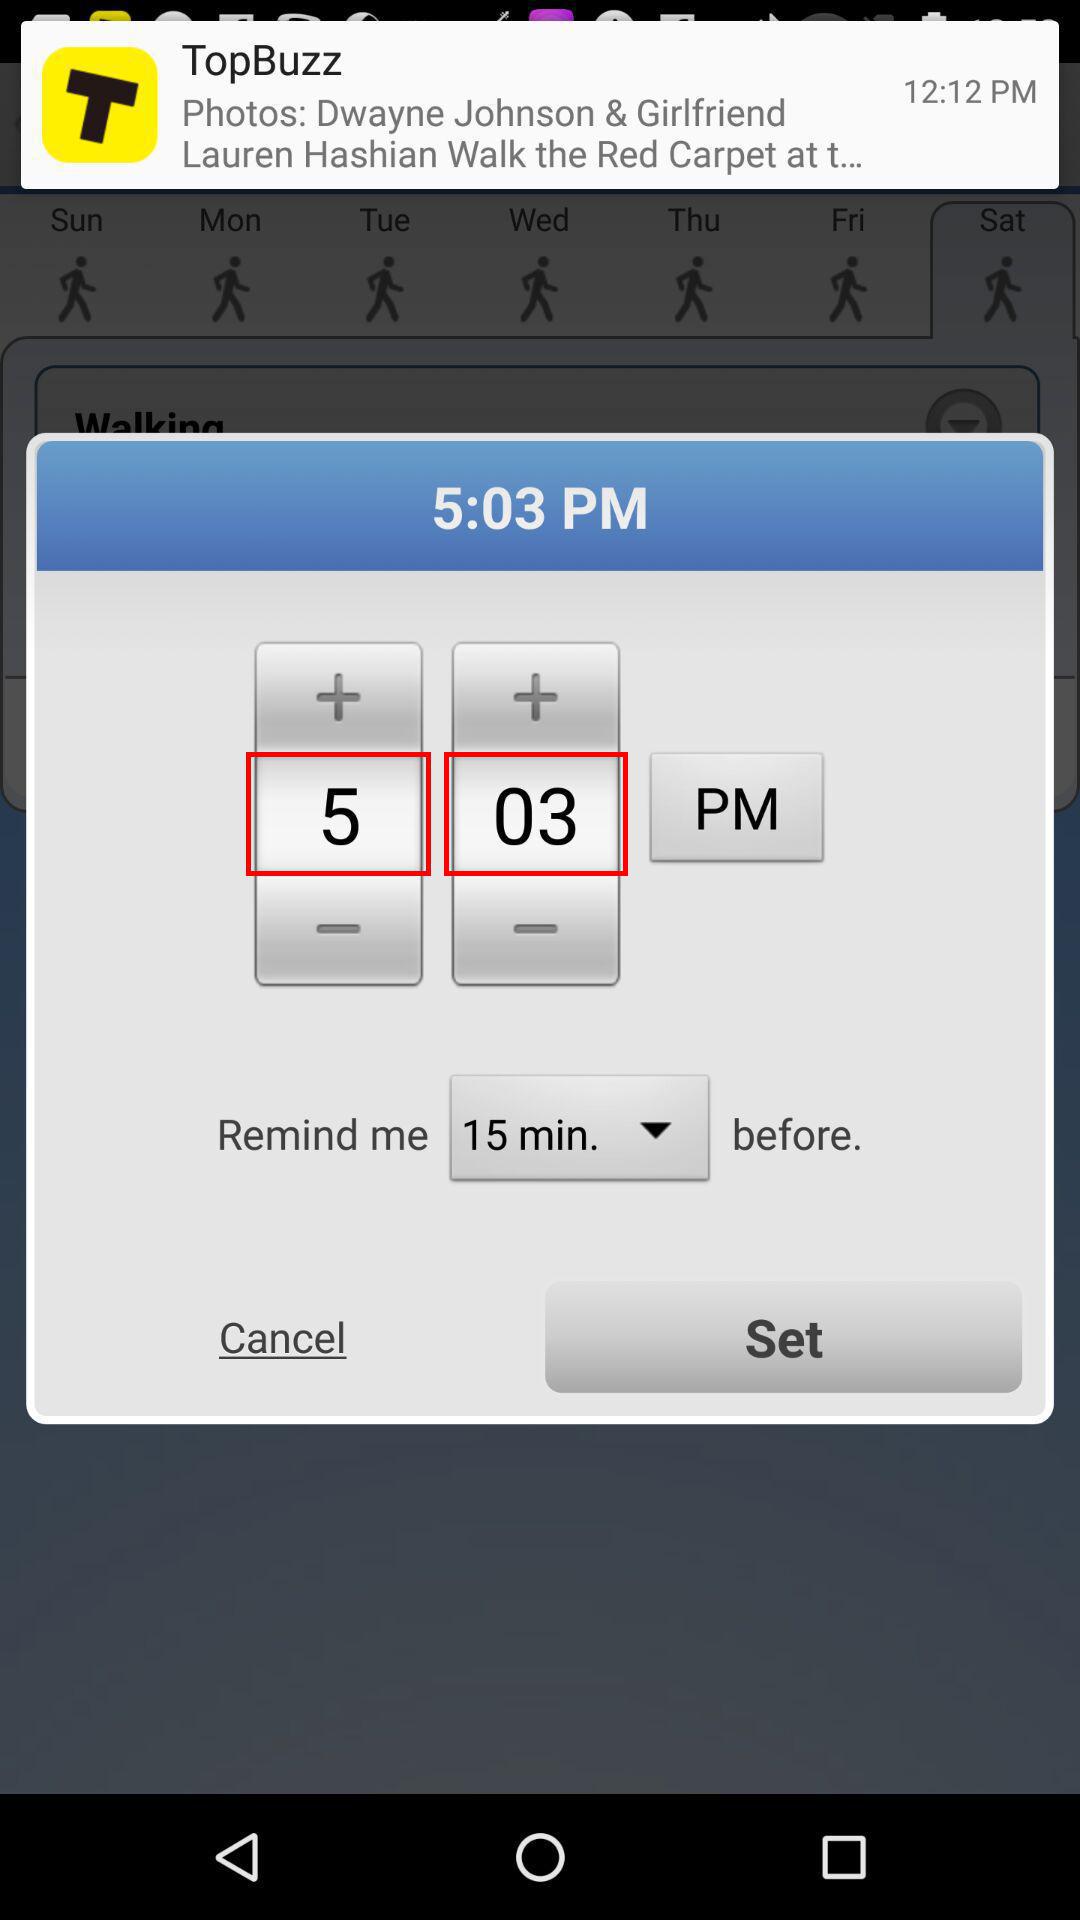 TopBuzz
12:12 PM
Photos: Dwayne Johnson & Girlfriend
Lauren Hashian Walk the Red Carpet at t...
Sun Mon Tue Wed Thu Fri Sat
Walking
5:03 PM
5 03 PM
Remind me 15 min. before.
Cancel Set